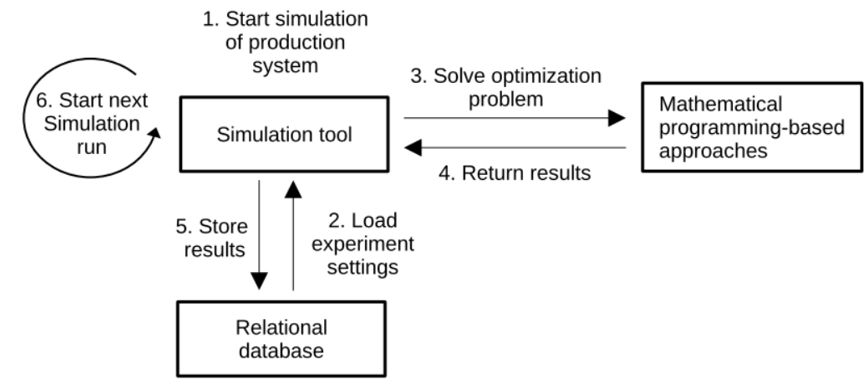 1. Start simulation
of production
system
3. Solve optimization
problem
6. Start next
Simulation
run
Simulation tool
Mathematical
programming-based
approaches
4. Return results
5. Store
results
2. Load
experiment
settings
Relational
database